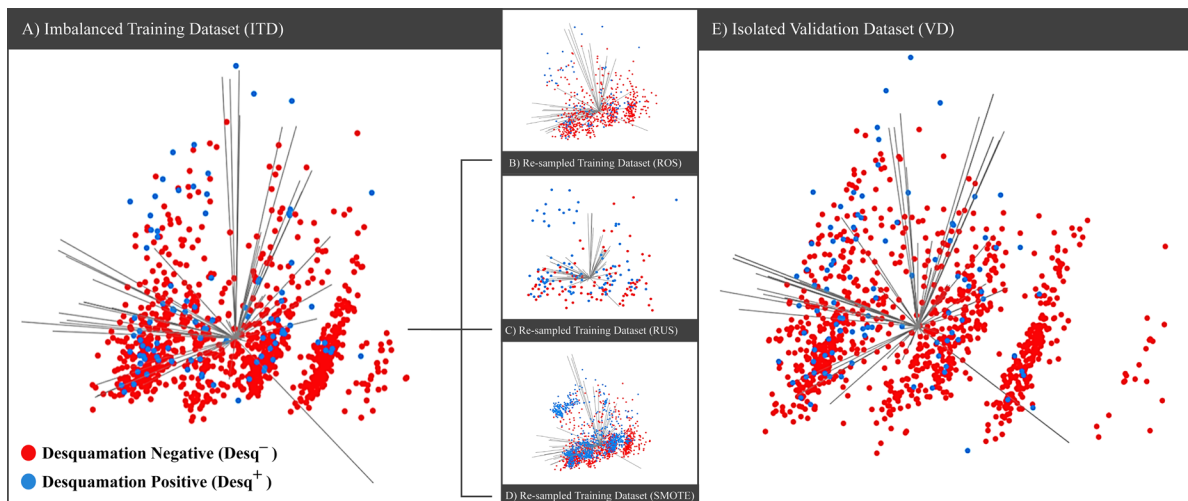 A) Imbalanced Training Dataset (ITD)
Desquamation Negative (Desq⁻)
Desquamation Positive (Desq⁺)
B) Re-sampled Training Dataset (ROS)
C) Re-sampled Training Dataset (RUS)
D) Re-sampled Training Dataset (SMOTE)
E) Isolated Validation Dataset (VD)